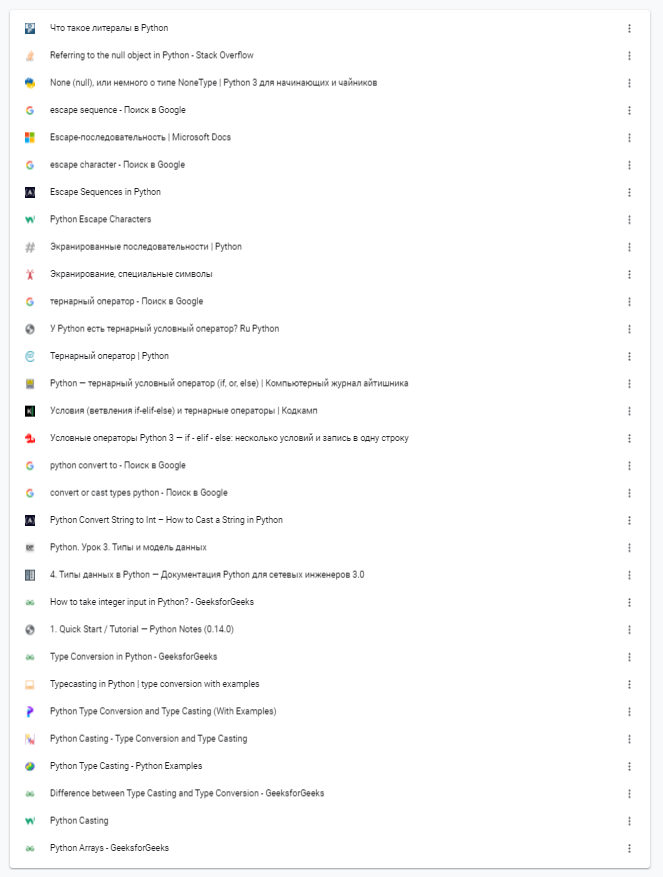 Что такое литералы в Python
Referring to the null object in Python - Stack Overflow
None (null), или немного о типе NoneType | Python 3 для начинающих и чайников
escape sequence - Поиск в Google
Escape-последовательность | Microsoft Docs
escape character - Поиск в Google
Escape Sequences in Python
Python Escape Characters
Экранированные последовательности | Python
Экранирование, специальные символы
тернарный оператор - Поиск в Google
У Python есть тернарный условный оператор? Ru Python
Тернарный оператор | Python
Python — тернарный условный оператор (if, or, else) | Компьютерный журнал айтишника
Условия (ветвления if-elif-else) и тернарные операторы | Кодкамп
Условные операторы Python 3 — if - elif - else: несколько условий и запись в одну строку
python convert to - Поиск в Google
convert or cast types python - Поиск в Google
Python Convert String to Int – How to Cast a String in Python
Python. Урок 3. Типы и модель данных
4. Типы данных в Python — Документация Python для сетевых инженеров 3.0
How to take integer input in Python? - GeeksforGeeks
1. Quick Start / Tutorial — Python Notes (0.14.0)
Type Conversion in Python - GeeksforGeeks
Typecasting in Python | type conversion with examples
Python Type Conversion and Type Casting (With Examples)
Python Casting - Type Conversion and Type Casting
Python Type Casting - Python Examples
Difference between Type Casting and Type Conversion - GeeksforGeeks
Python Casting
Python Arrays - GeeksforGeeks